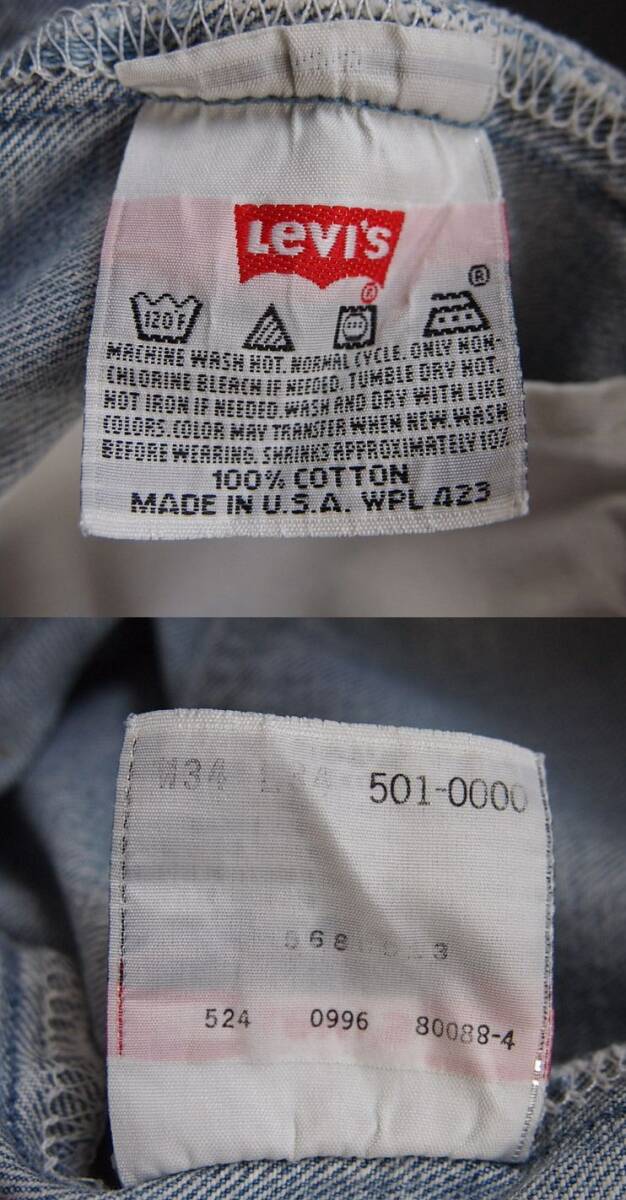 Levi's
®
®
120F
MACHINE WASH HOT. NORMAL CYCLE. ONLY NON-
CHLORINE BLEACH IF NEEDED. TUMBLE DRY HOT
HOT IRON IF NEEDED. WASH AND DRY WITH LIKE
COLORS. COLOR MAY TRANSFER WHEN NEW. WASH
BEFORE WEARING. SHRINKS APPROXIMATELY 10%
100% COTTON
MADE IN U.S.A. WPL 423
W34 501-0000
524 0996 80088-4